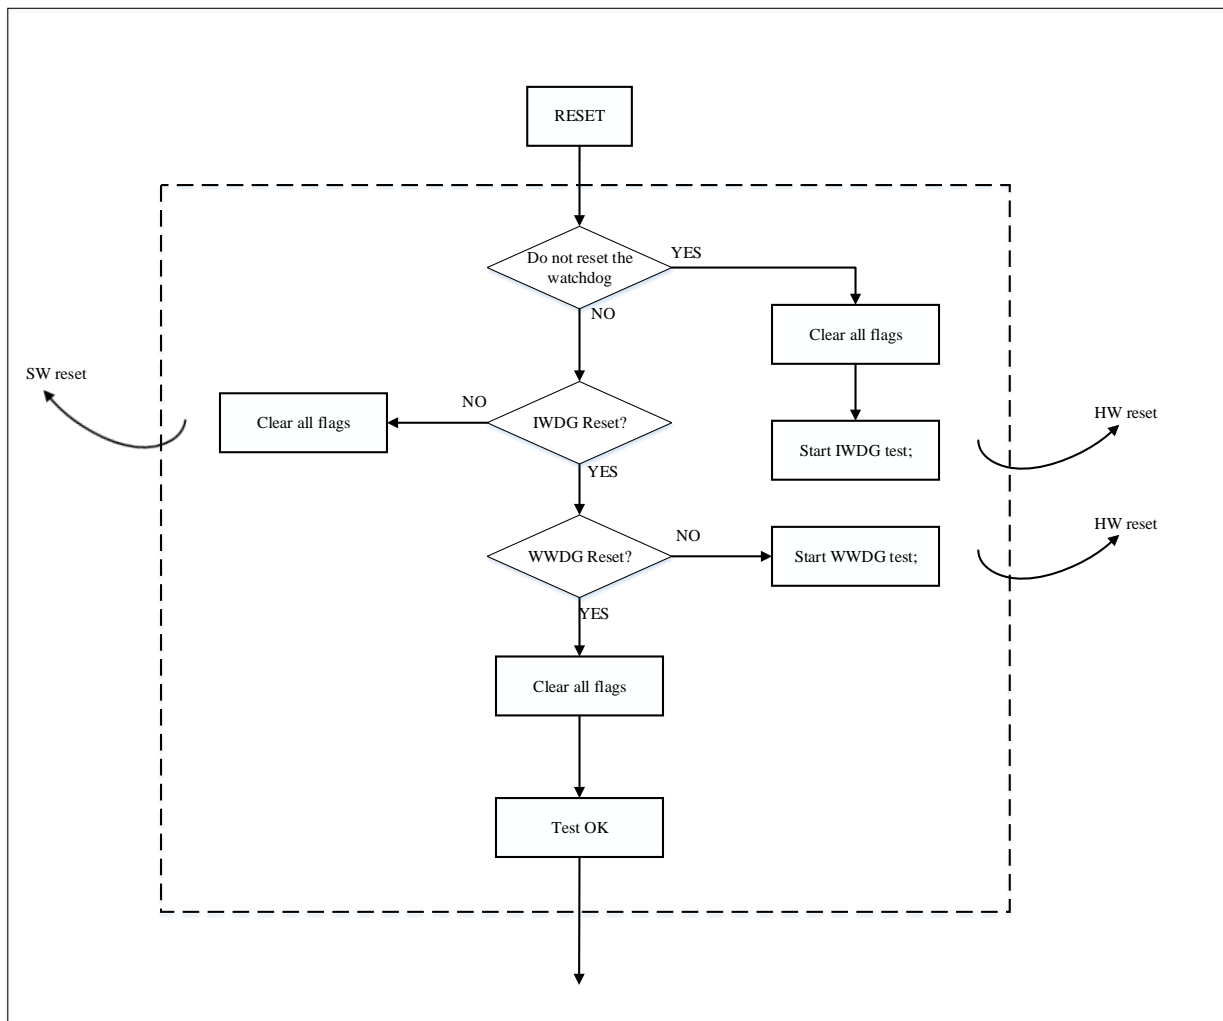 RESET
Do not reset the
watchdog
YES
NO
Clear all flags
SW reset
Clear all flags
NO
IWDG Reset?
YES
Start IWDG test;
HW reset
WWDG Reset?
NO
Start WWDG test;
HW reset
YES
Clear all flags
Test OK